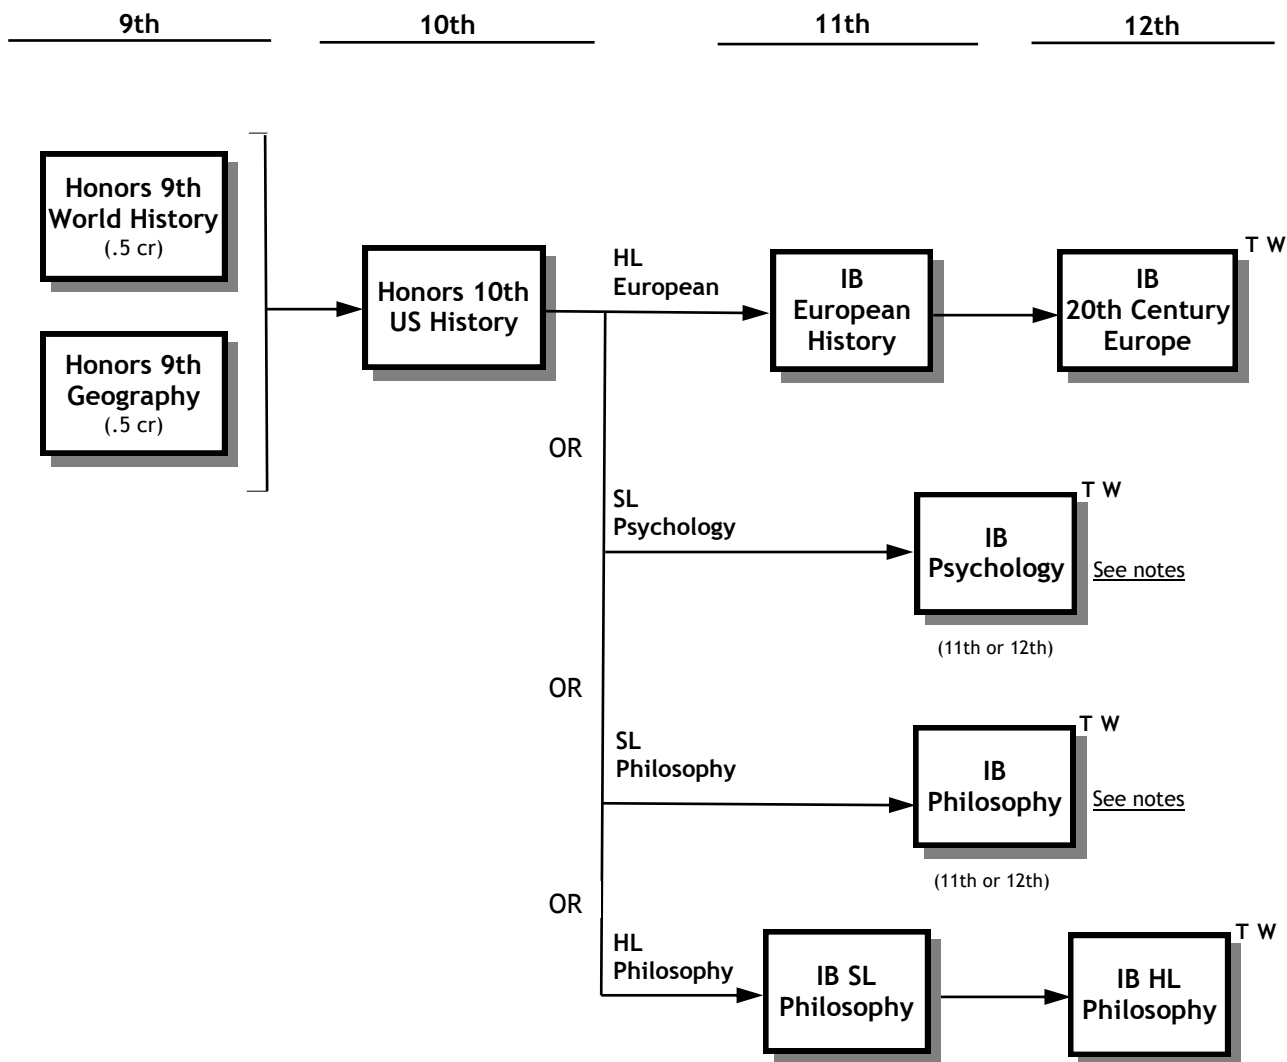 9th
10th
11th
12th
Honors 9th
World History
(.5 cr)
Honors 9th
Geography
(.5 cr)
Honors 10th
US History
HL
European
IB
European
History
IB
20th Century
Europe
T W
OR
SL
Psychology
IB
Psychology
T W
See notes
(11th or 12th)
OR
SL
Philosophy
IB
Philosophy
T W
See notes
(11th or 12th)
OR
HL
Philosophy
IB SL
Philosophy
IB HL
Philosophy
T W